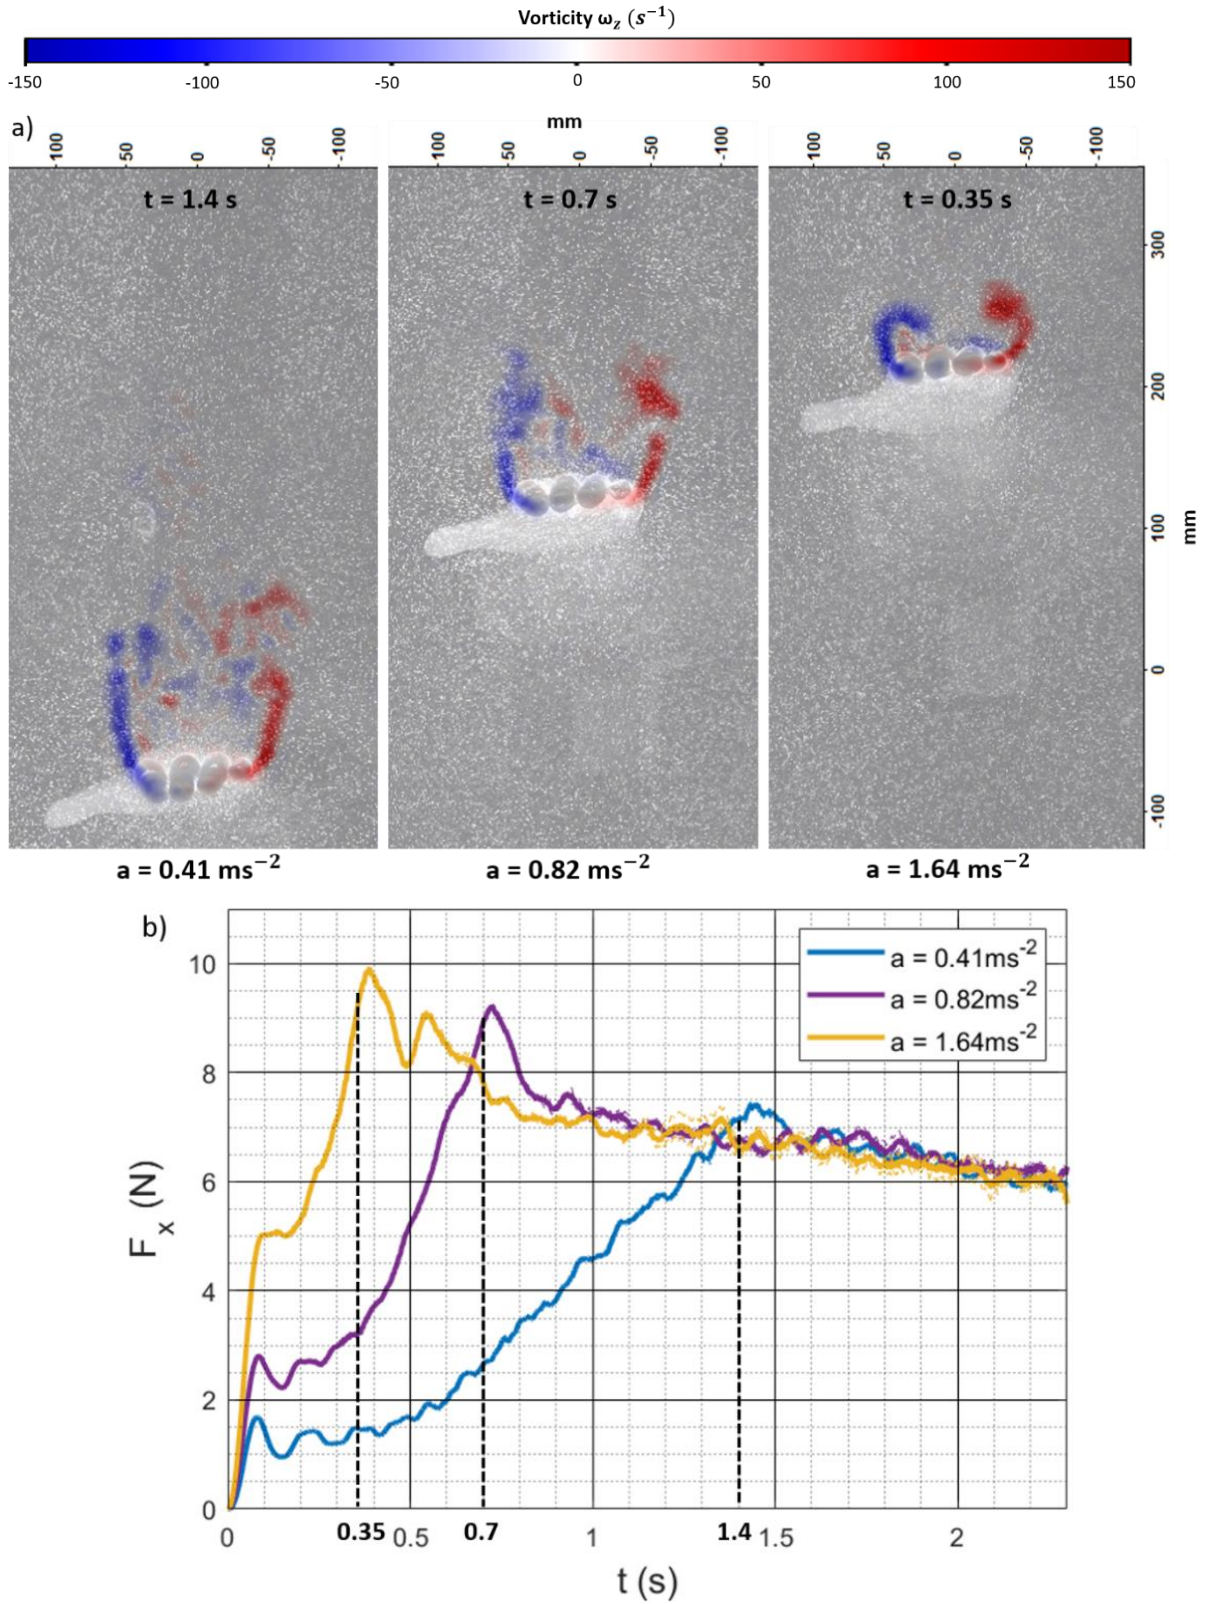 Vorticity ω_z (s⁻¹)
-150 -100 -50 0 50 100 150
a)
mm
100 50 0 -50 -100 100 50 0 -50 -100 100 50 0 -50 -100
t = 1.4 s t = 0.7 s t = 0.35 s
300
200
100
mm
0
-100
a = 0.41 ms⁻² a = 0.82 ms⁻² a = 1.64 ms⁻²
b)
a = 0.41ms⁻²
a = 0.82ms⁻²
a = 1.64ms⁻²
10
8
6
4
2
0
F_x (N)
0 0.35 0.5 0.7 1 1.4 1.5 2
t (s)